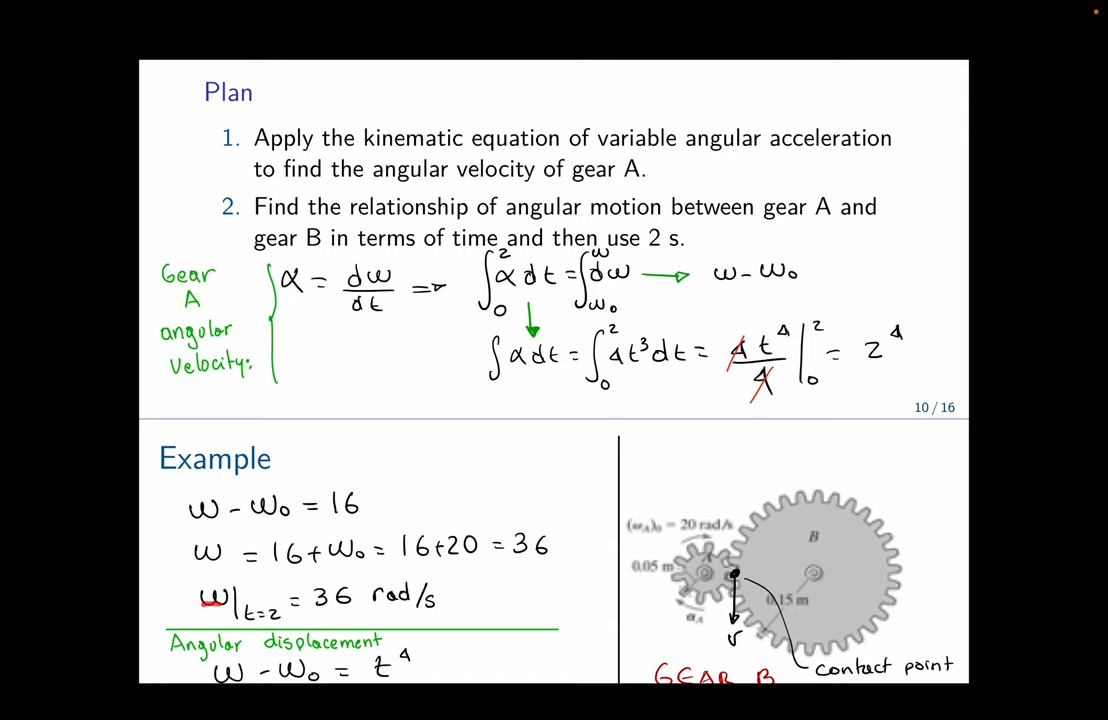 Plan
1. Apply the kinematic equation of variable angular acceleration
to find the angular velocity of gear A.
2. Find the relationship of angular motion between gear A and
gear B in terms of time and then use 2 s.
Gear
A
angular
velocity:
α = dω/dt ⇒ ∫₀² α dt = ∫_{ω₀}^{ω} dω → ω - ω₀
∫ α dt = ∫₀² 4t³ dt = 4t⁴/4 |₀² = 2⁴
10 / 16
Example
ω - ω₀ = 16
ω = 16 + ω₀ = 16+20 = 36
ω|_{t=2} = 36 rad/s
Angular displacement
ω - ω₀ = t⁴
(ω_A)₀ = 20 rad/s
B
A
0.05 m
0.15 m
α_A
v
contact point
GEAR B